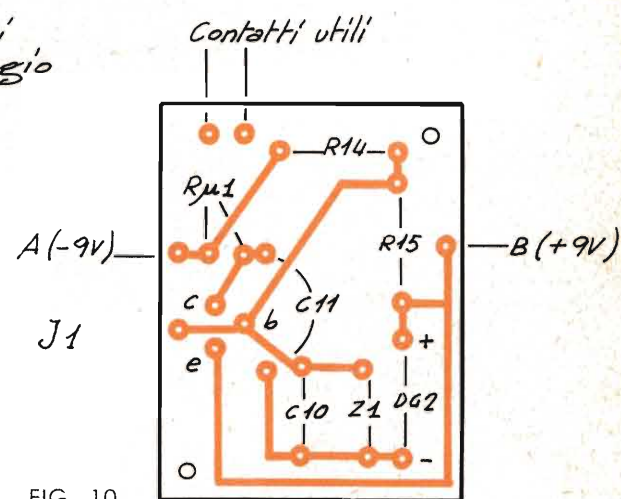 Contatti utili
R14
Rµ1
A (-9V)
R15
B (+9V)
c
C11
J1
b
e
+
C10
Z1
DG2
-
FIG. 10